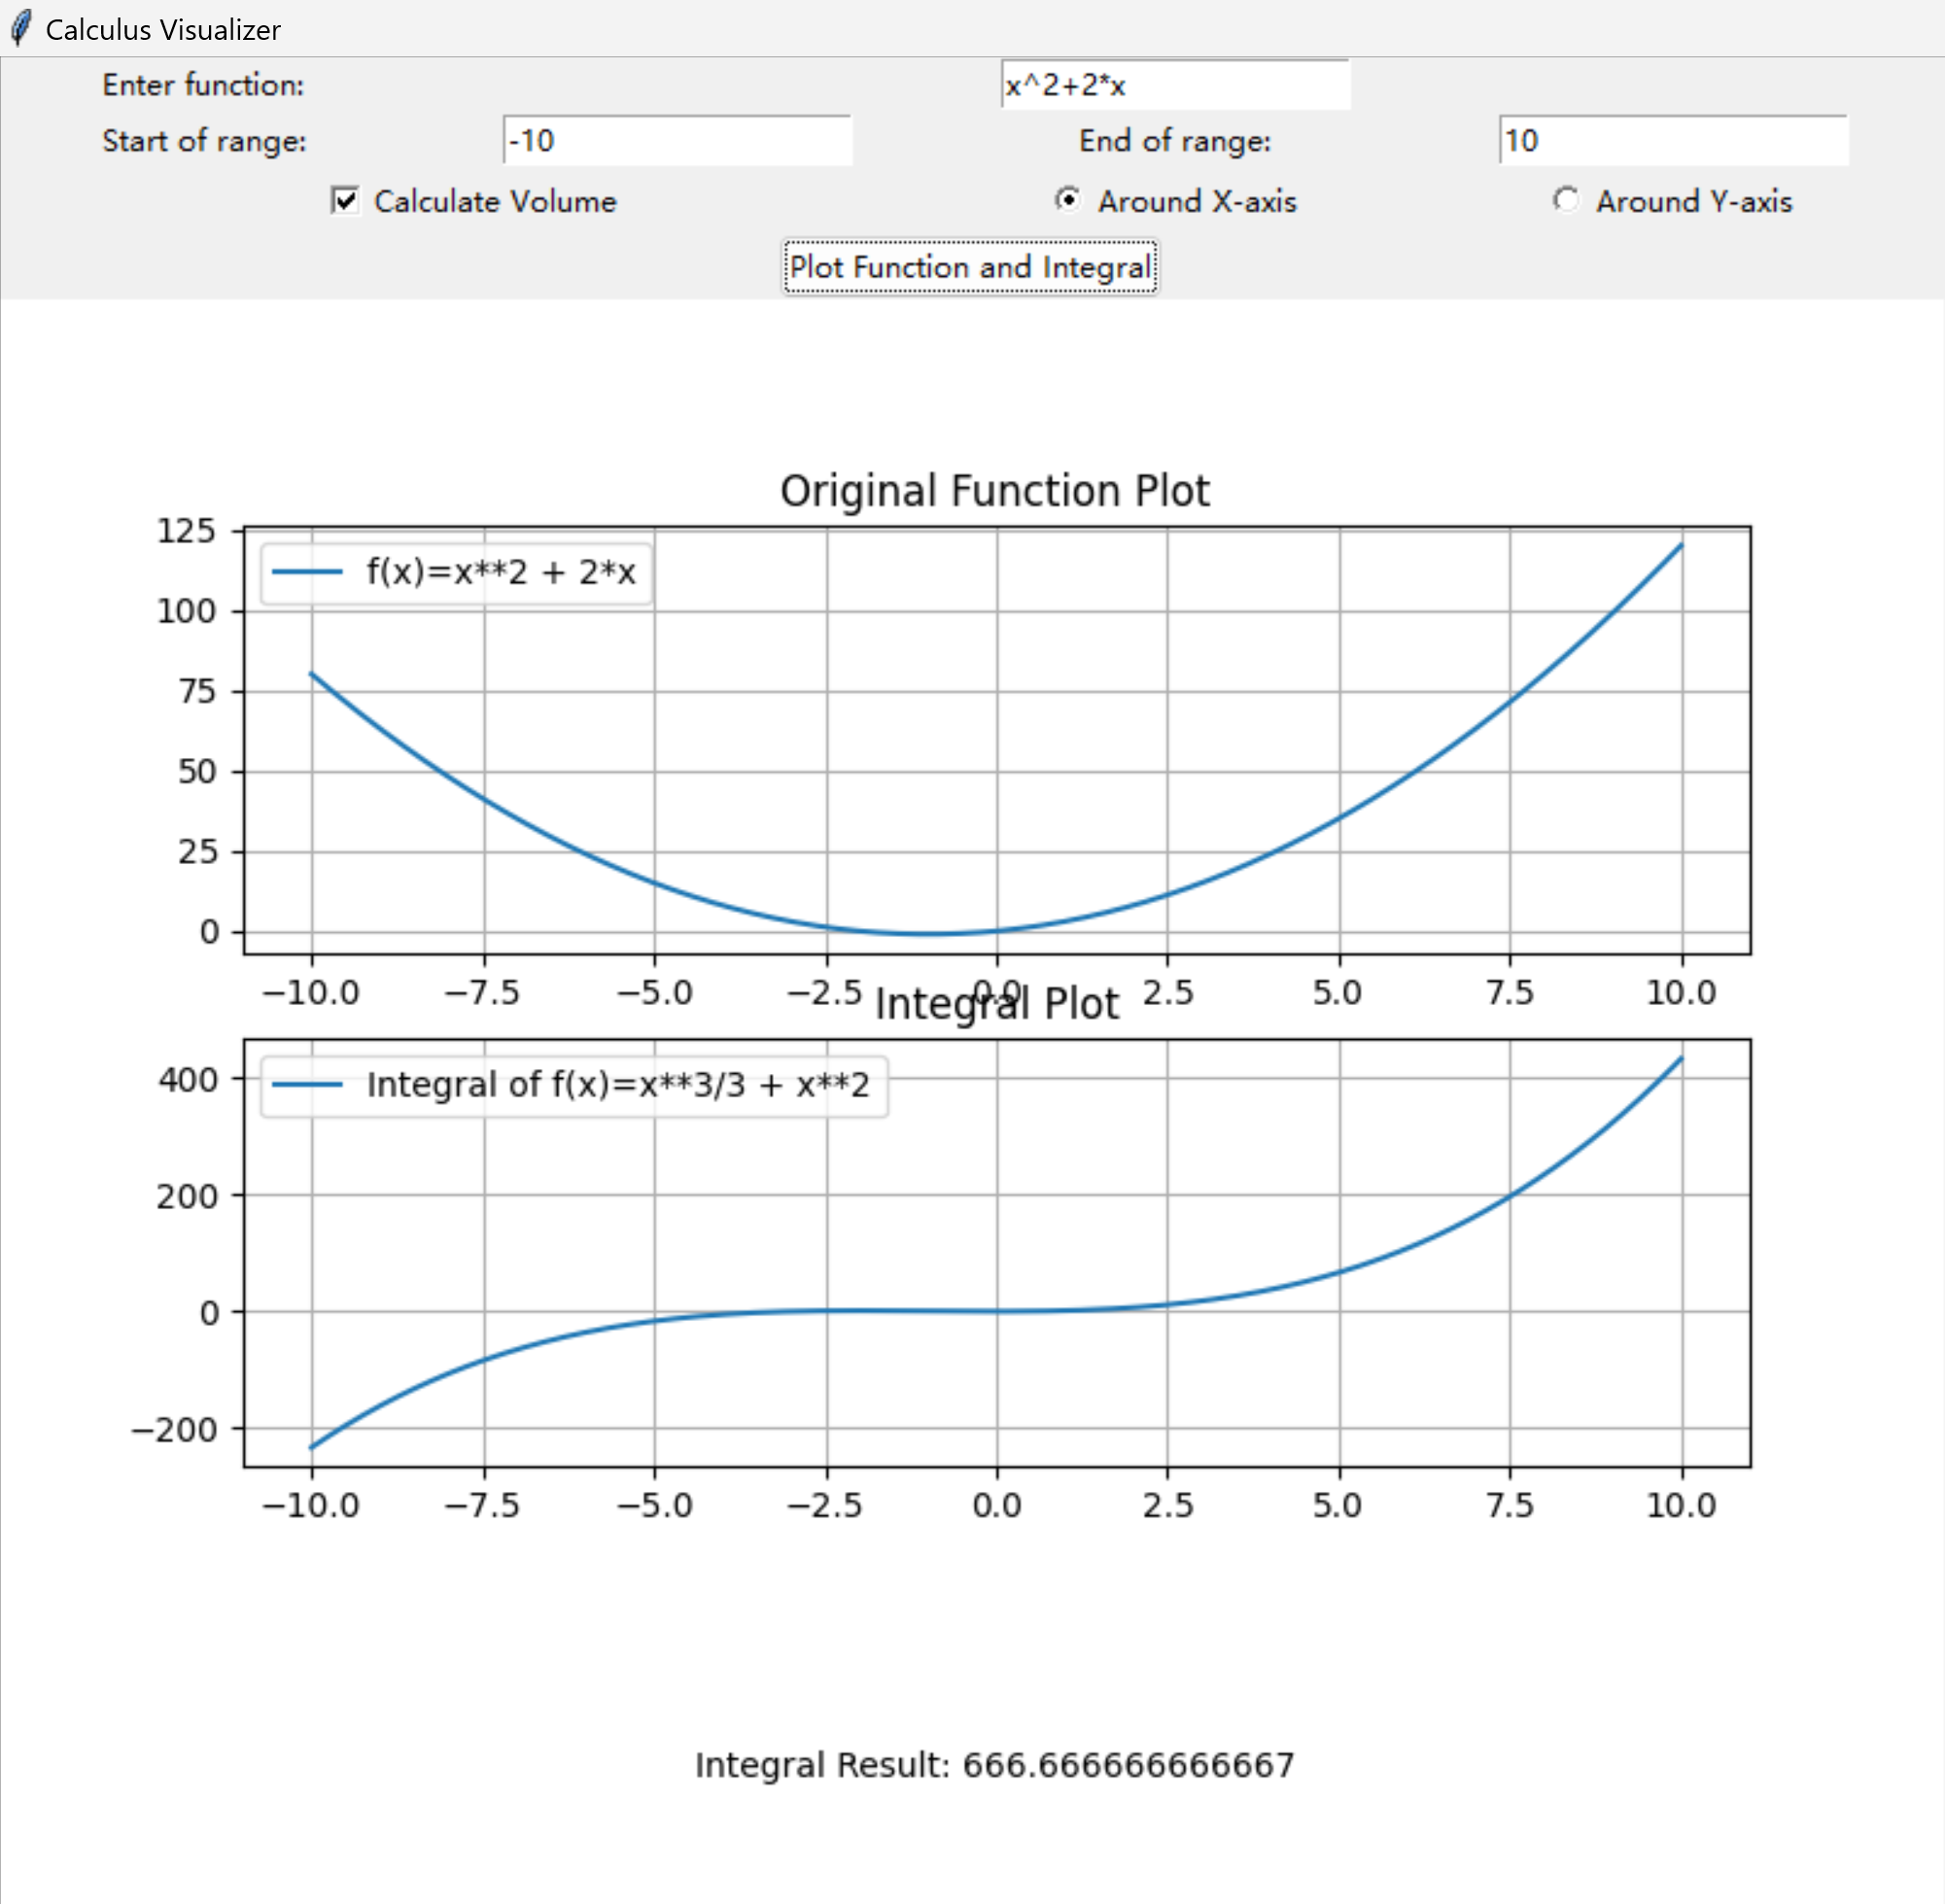 Calculus Visualizer
Enter function: x^2+2*x
Start of range: -10 End of range: 10
Calculate Volume Around X-axis Around Y-axis
Plot Function and Integral
Original Function Plot
125
f(x)=x**2 + 2*x
100
75
50
25
0
−10.0 −7.5 −5.0 −2.5 0.0 2.5 5.0 7.5 10.0
Integral Plot
Integral of f(x)=x**3/3 + x**2
400
200
0
−200
−10.0 −7.5 −5.0 −2.5 0.0 2.5 5.0 7.5 10.0
Integral Result: 666.666666666667